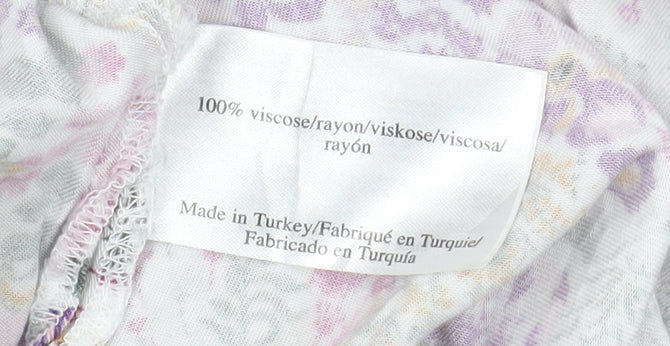 100% viscose/rayon/viskose/viscosa/
rayón
Made in Turkey/Fabriqué en Turquie/
Fabricado en Turquía